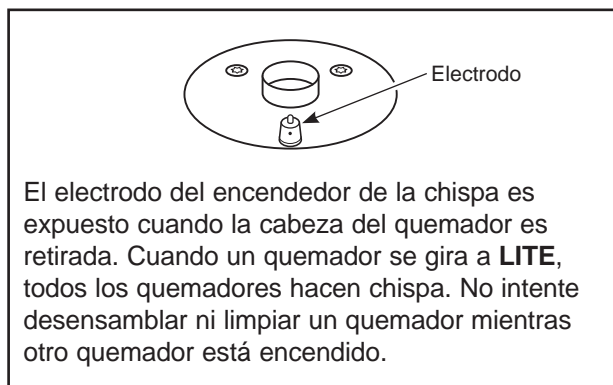 Electrodo
El electrodo del encendedor de la chispa es
expuesto cuando la cabeza del quemador es
retirada. Cuando un quemador se gira a LITE,
todos los quemadores hacen chispa. No intente
desensamblar ni limpiar un quemador mientras
otro quemador está encendido.